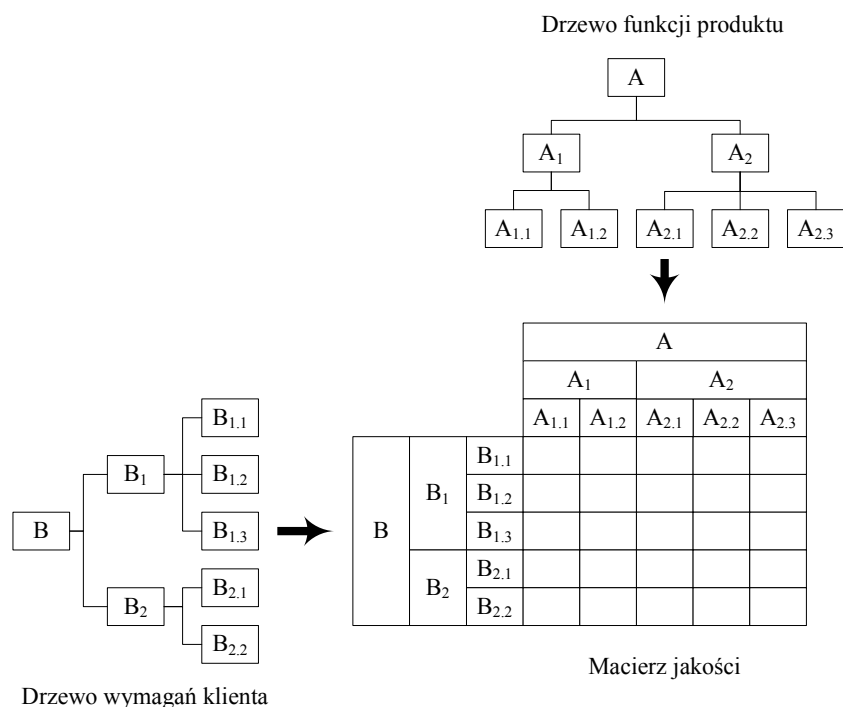 Drzewo funkcji produktu
A
A₁ A₂
A₁.₁ A₁.₂ A₂.₁ A₂.₂ A₂.₃
A
A₁ A₂
A₁.₁ A₁.₂ A₂.₁ A₂.₂ A₂.₃
B
B₁
B₂
B₁.₁
B₁.₂
B₁.₃
B₂.₁
B₂.₂
Drzewo wymagań klienta
B
B₁
B₂
B₁.₁
B₁.₂
B₁.₃
B₂.₁
B₂.₂
Macierz jakości